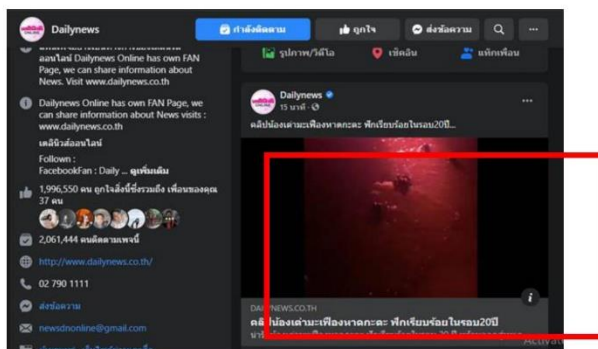 Dailynews
กำลังติดตาม
ถูกใจ
ส่งข้อความ
ออนไลน์ Dailynews Online has own FAN
Page, we can share information about
News. Visit www.dailynews.co.th
Dailynews Online has own FAN Page, we
can share information about News visits :
www.dailynews.co.th
เดลินิวส์ออนไลน์
Follown :
FacebookFan : Daily ... ดูเพิ่มเติม
1,996,550 คน ถูกใจสิ่งนี้ซึ่งรวมถึง เพื่อนของคุณ
37 คน
2,061,444 คนติดตามเพจนี้
http://www.dailynews.co.th/
02 790 1111
ส่งข้อความ
newsdnonline@gmail.com
รูปภาพ/วิดีโอ
เช็คอิน
แท็กเพื่อน
Dailynews
15 นาที
คลิปน้องเต่ามะเฟืองหาดกะตะ ฟักเรียบร้อยในรอบ20ปี...
DAILYNEWS.CO.TH
คลิปน้องเต่ามะเฟืองหาดกะตะ ฟักเรียบร้อยในรอบ20ปี